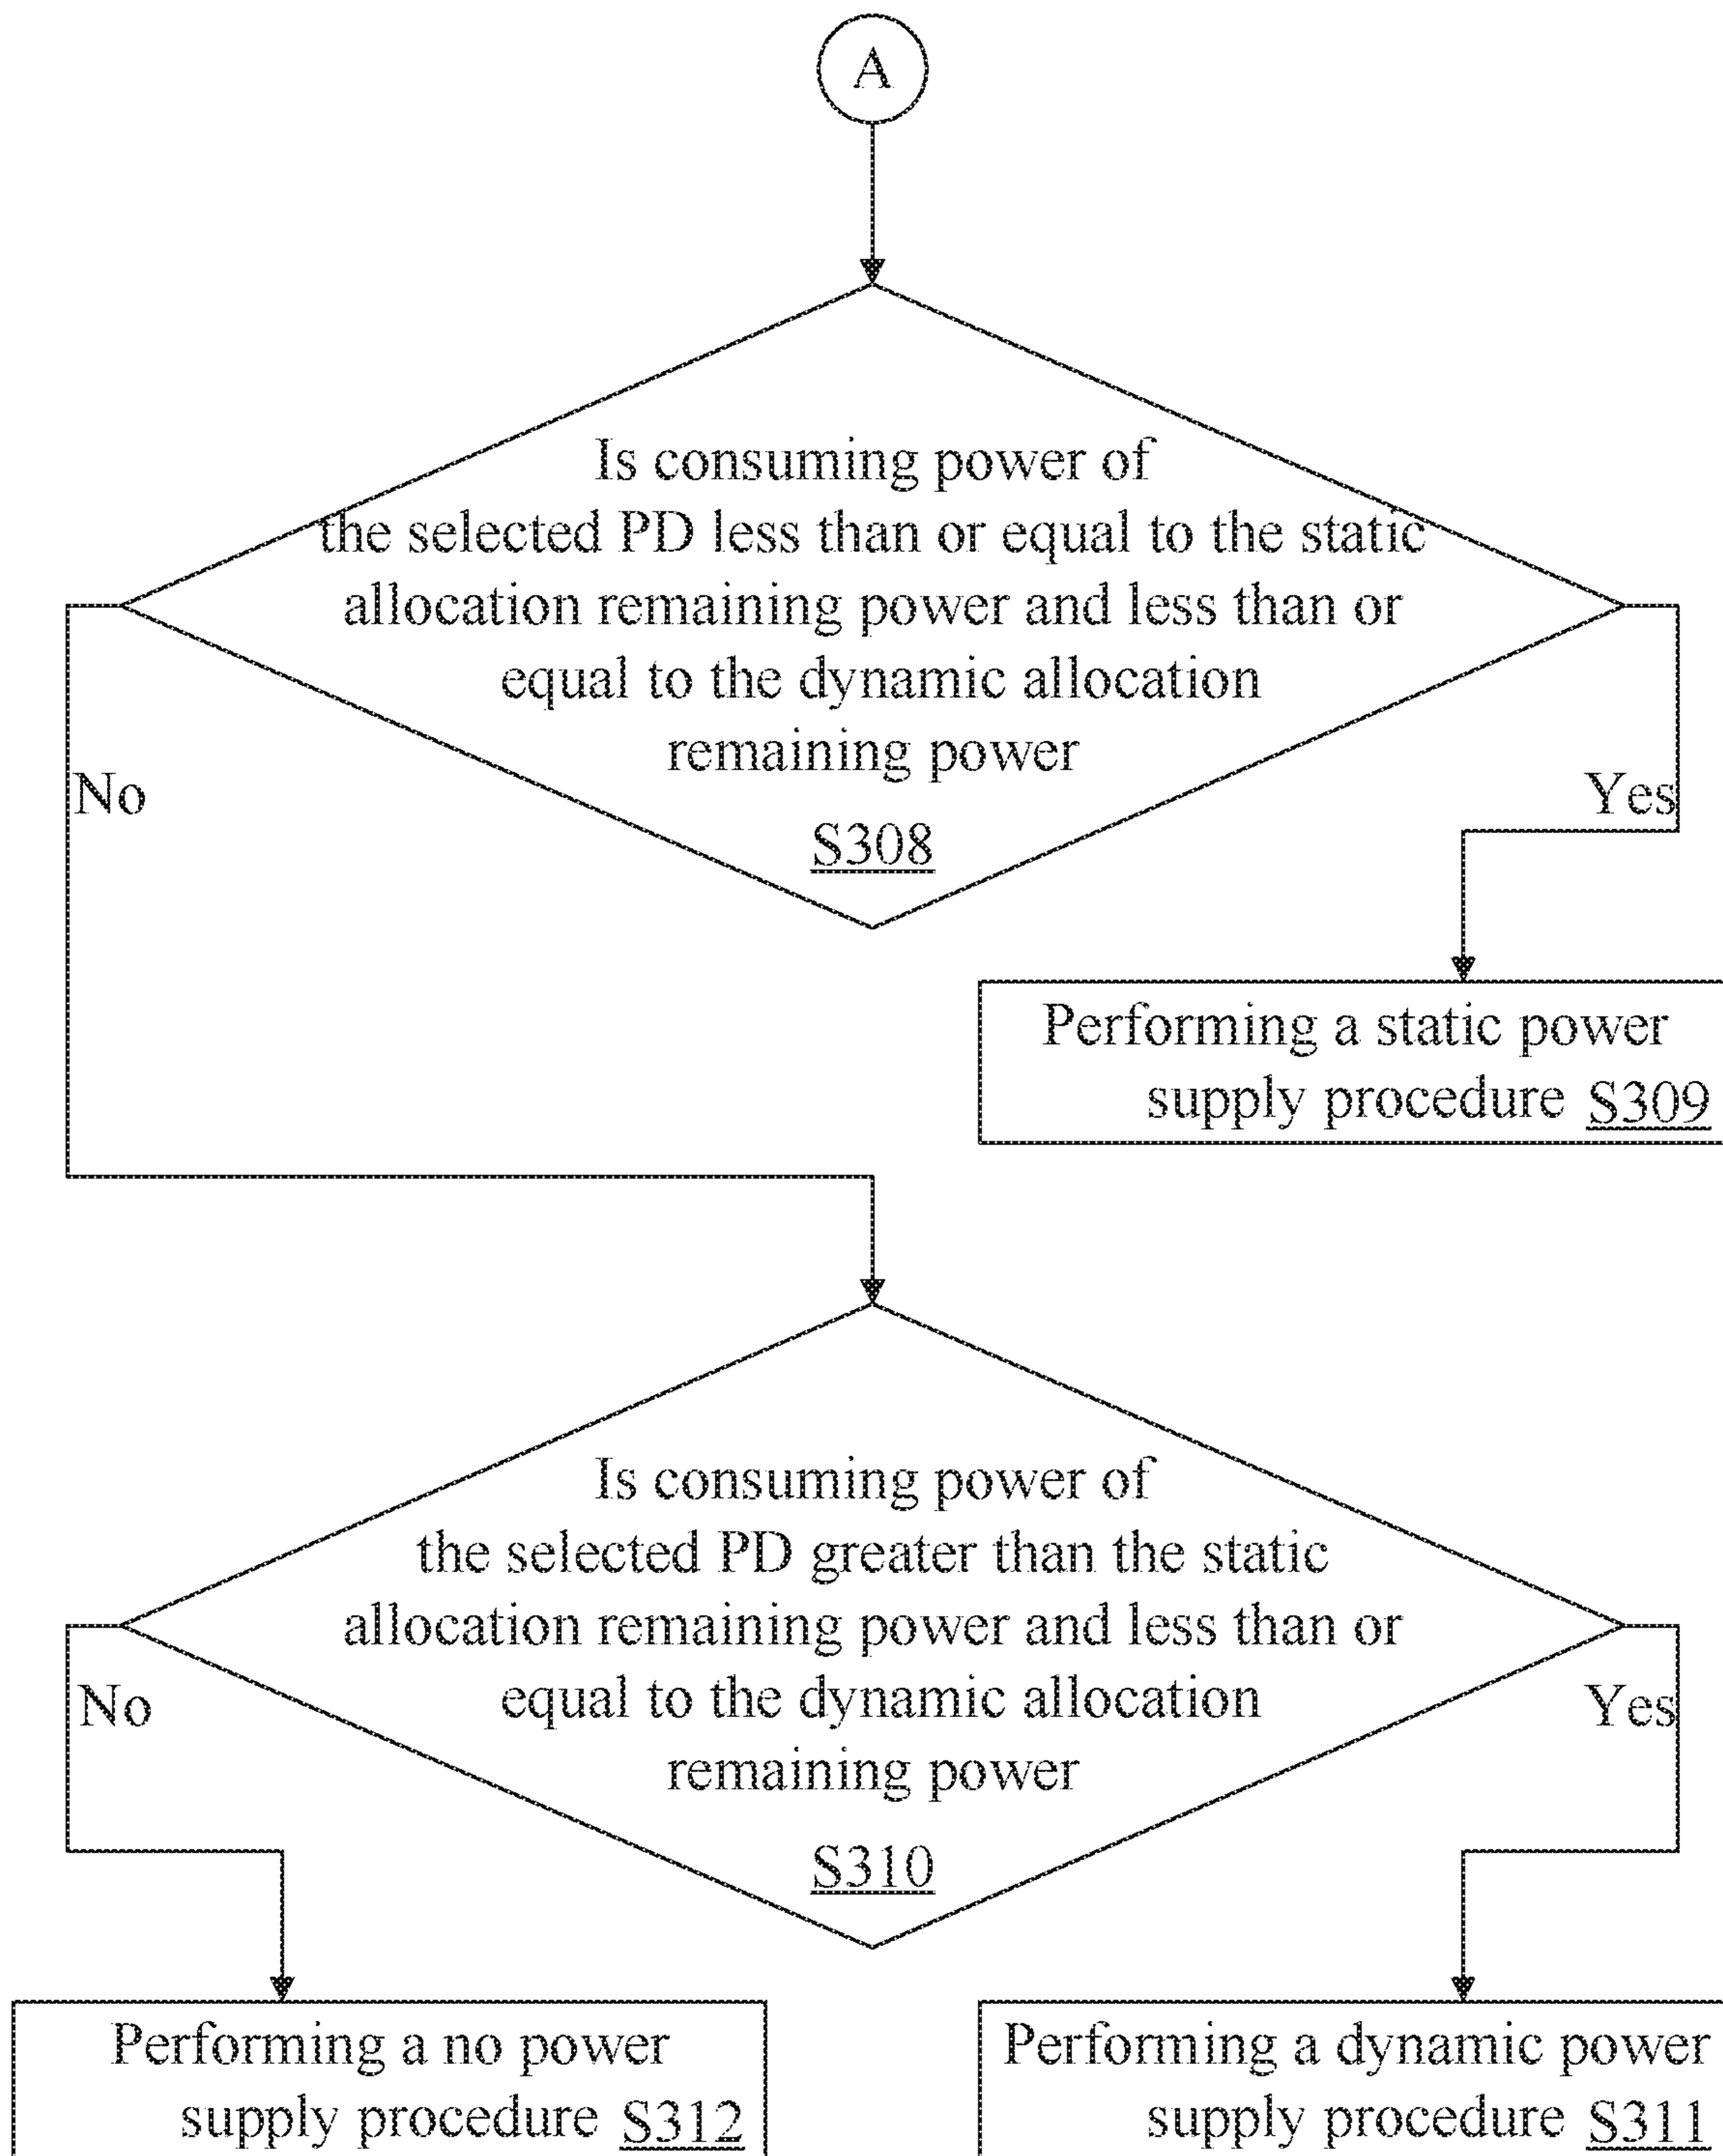 A
Is consuming power of
the selected PD less than or equal to the static
allocation remaining power and less than or
equal to the dynamic allocation
remaining power
S308
No
Yes
Performing a static power
supply procedure S309
Is consuming power of
the selected PD greater than the static
allocation remaining power and less than or
equal to the dynamic allocation
remaining power
S310
No
Yes
Performing a no power
supply procedure S312
Performing a dynamic power
supply procedure S311